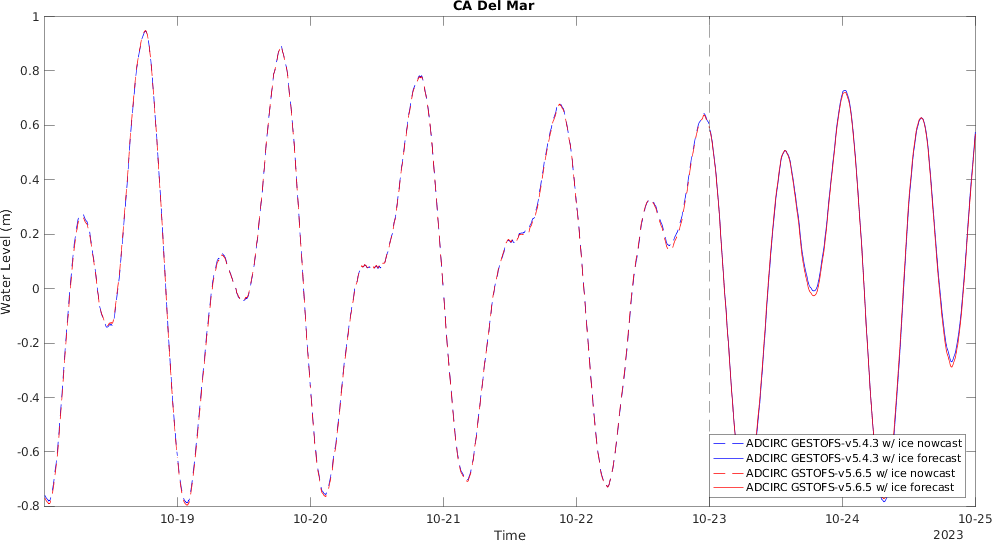 CA Del Mar
1
0.8
0.6
0.4
0.2
0
-0.2
-0.4
-0.6
-0.8
Water Level (m)
ADCIRC GESTOFS-v5.4.3 w/ ice nowcast
ADCIRC GESTOFS-v5.4.3 w/ ice forecast
ADCIRC GSTOFS-v5.6.5 w/ ice nowcast
ADCIRC GSTOFS-v5.6.5 w/ ice forecast
10-19 10-20 10-21 10-22 10-23 10-24 10-25
Time
2023